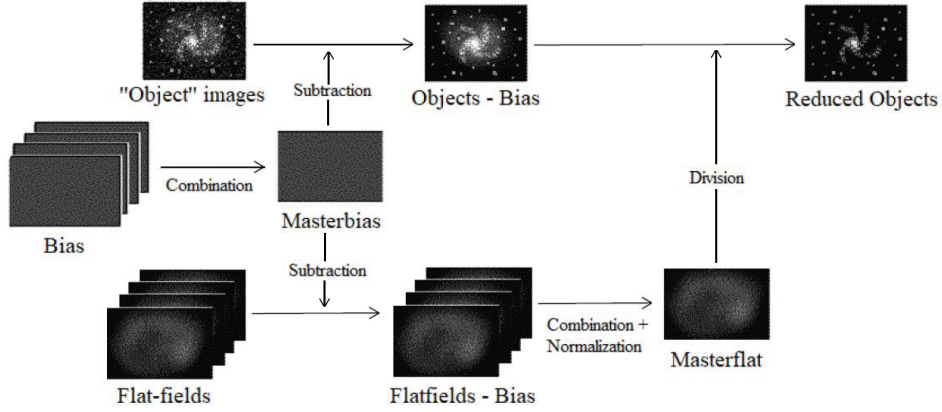 "Object" images
Subtraction
Objects - Bias
Reduced Objects
Combination
Bias
Masterbias
Division
Subtraction
Combination +
Normalization
Flat-fields
Flatfields - Bias
Masterflat